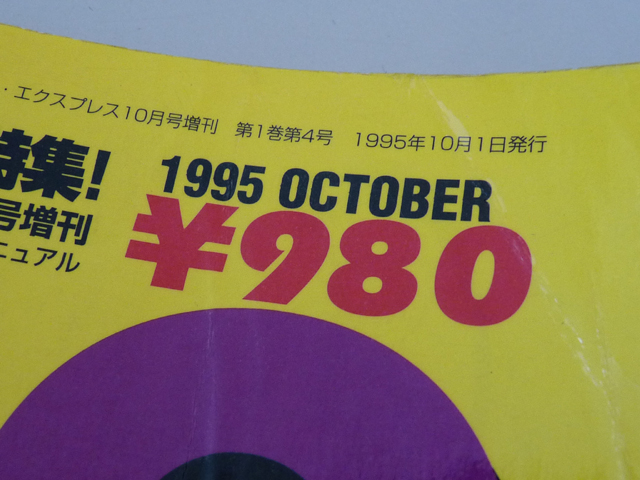 ・エクスプレス10月号増刊 第1巻第4号 1995年10月1日発行
特集!
1995 OCTOBER
号増刊
¥980
ニュアル